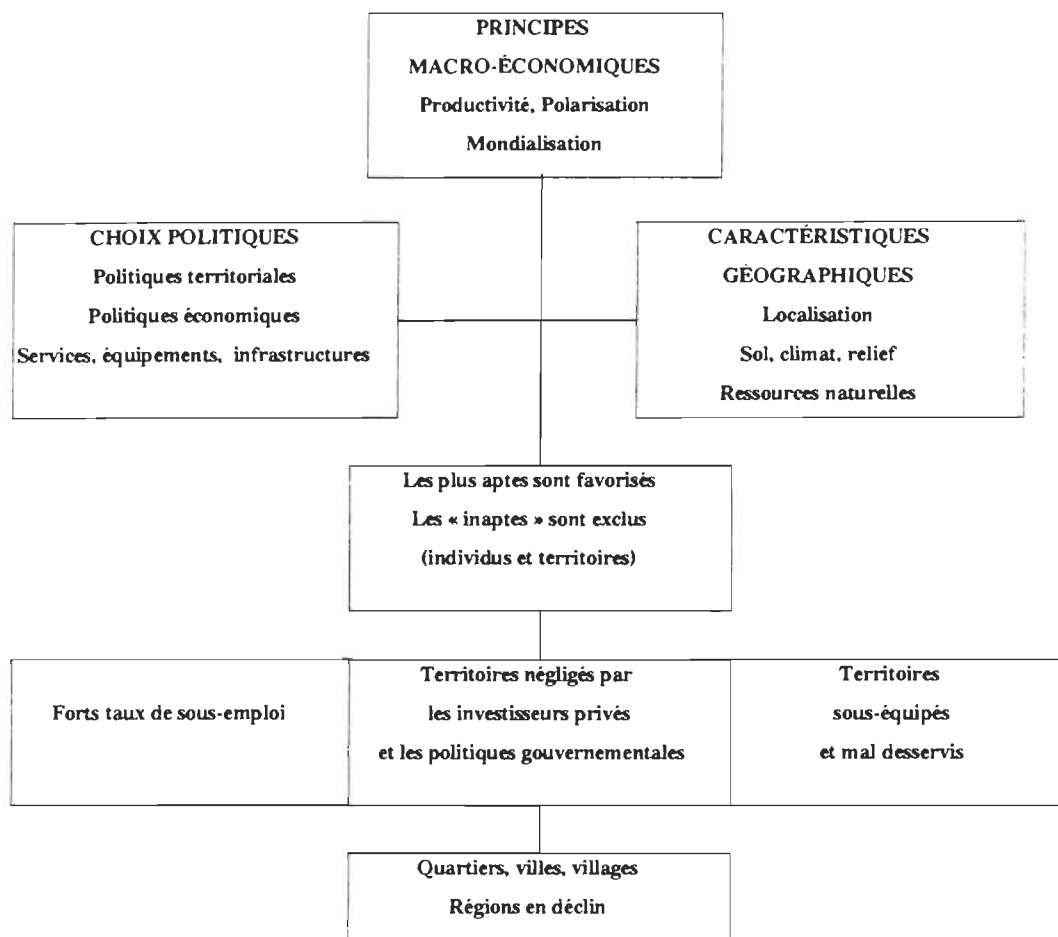 PRINCIPES
MACRO-ÉCONOMIQUES
Productivité, Polarisation
Mondialisation
CHOIX POLITIQUES
Politiques territoriales
Politiques économiques
Services, équipements, infrastructures
CARACTÉRISTIQUES
GÉOGRAPHIQUES
Localisation
Sol, climat, relief
Ressources naturelles
Les plus aptes sont favorisés
Les « inaptes » sont exclus
(individus et territoires)
Forts taux de sous-emploi
Territoires négligés par
les investisseurs privés
et les politiques gouvernementales
Territoires
sous-équipés
et mal desservis
Quartiers, villes, villages
Régions en déclin